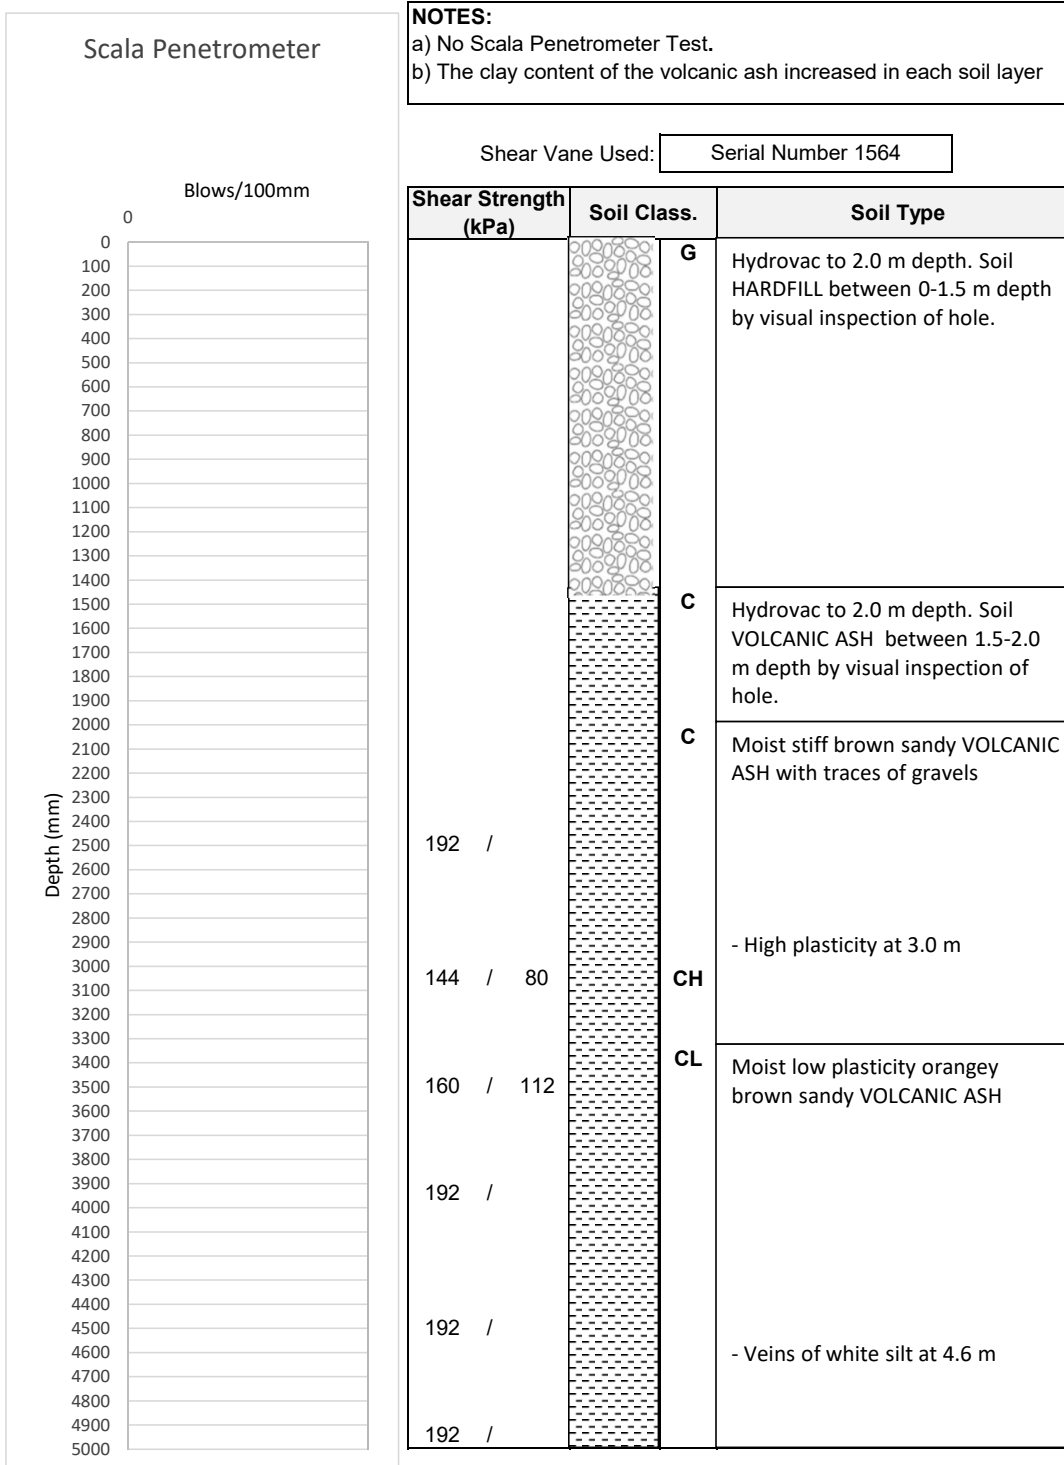 Scala Penetrometer
Blows/100mm
0
0
100
200
300
400
500
600
700
800
900
1000
1100
1200
1300
1400
1500
1600
1700
1800
1900
2000
2100
2200
2300
2400
2500
2600
2700
2800
2900
3000
3100
3200
3300
3400
3500
3600
3700
3800
3900
4000
4100
4200
4300
4400
4500
4600
4700
4800
4900
5000
Depth (mm)
NOTES:
a) No Scala Penetrometer Test.
b) The clay content of the volcanic ash increased in each soil layer
Shear Vane Used: Serial Number 1564
Shear Strength
(kPa)
Soil Class.
Soil Type
G
Hydrovac to 2.0 m depth. Soil
HARDFILL between 0-1.5 m depth
by visual inspection of hole.
C
Hydrovac to 2.0 m depth. Soil
VOLCANIC ASH between 1.5-2.0
m depth by visual inspection of
hole.
C
Moist stiff brown sandy VOLCANIC
ASH with traces of gravels
192 /
- High plasticity at 3.0 m
144 / 80 CH
CL
Moist low plasticity orangey
brown sandy VOLCANIC ASH
160 / 112
192 /
192 /
- Veins of white silt at 4.6 m
192 /